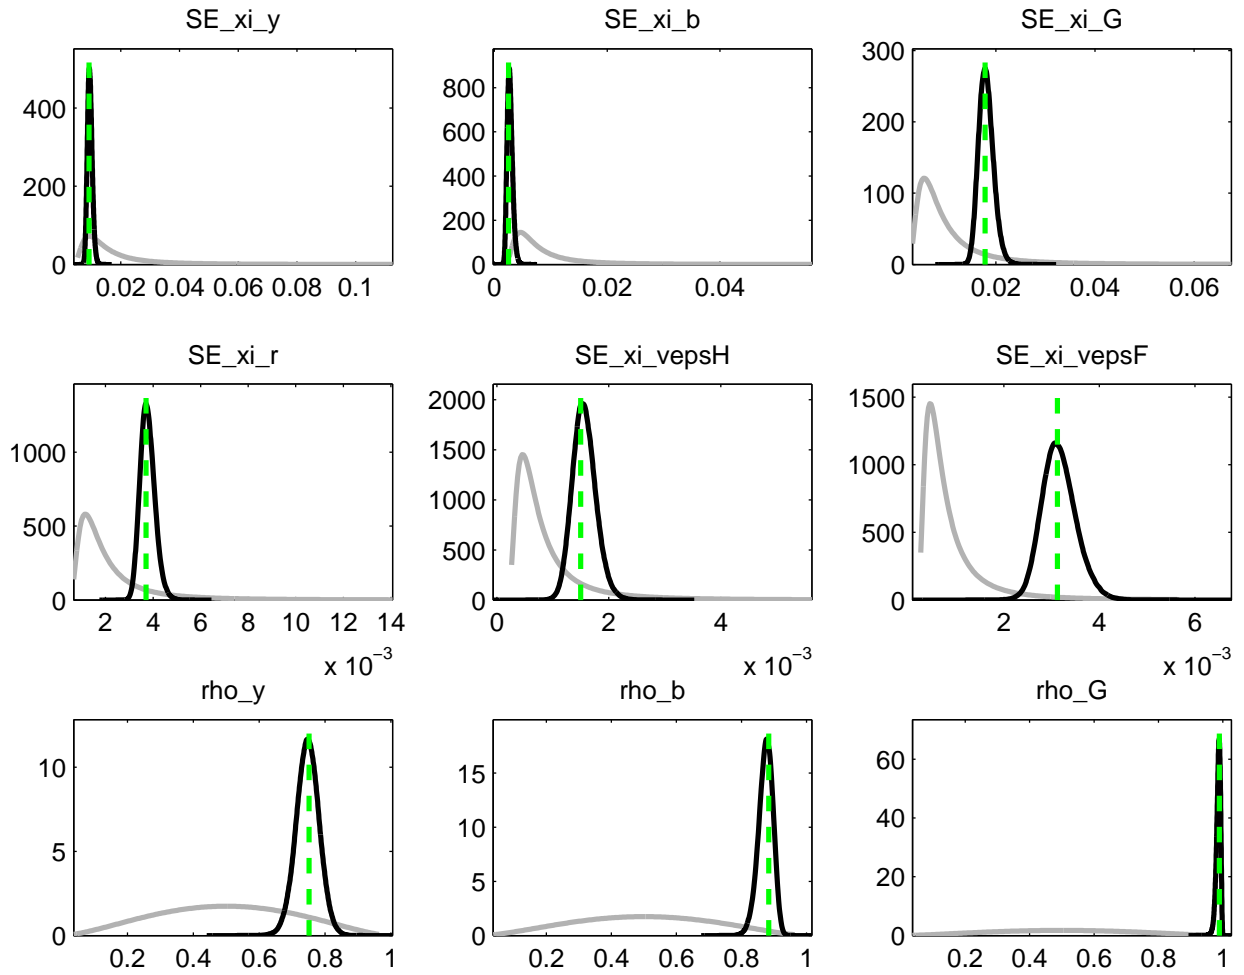 SE_xi_y SE_xi_b SE_xi_G
400
200
0
0.02 0.04 0.06 0.08 0.1
800
600
400
200
0
0 0.02 0.04
300
200
100
0
0.02 0.04 0.06
SE_xi_r SE_xi_vepsH SE_xi_vepsF
1000
500
0
2 4 6 8 10 12 14
x 10−3
2000
1500
1000
500
0
0 2 4
x 10−3
1500
1000
500
0
2 4 6
x 10−3
rho_y rho_b rho_G
10
5
0
0.2 0.4 0.6 0.8 1
15
10
5
0
0.2 0.4 0.6 0.8 1
60
40
20
0
0.2 0.4 0.6 0.8 1